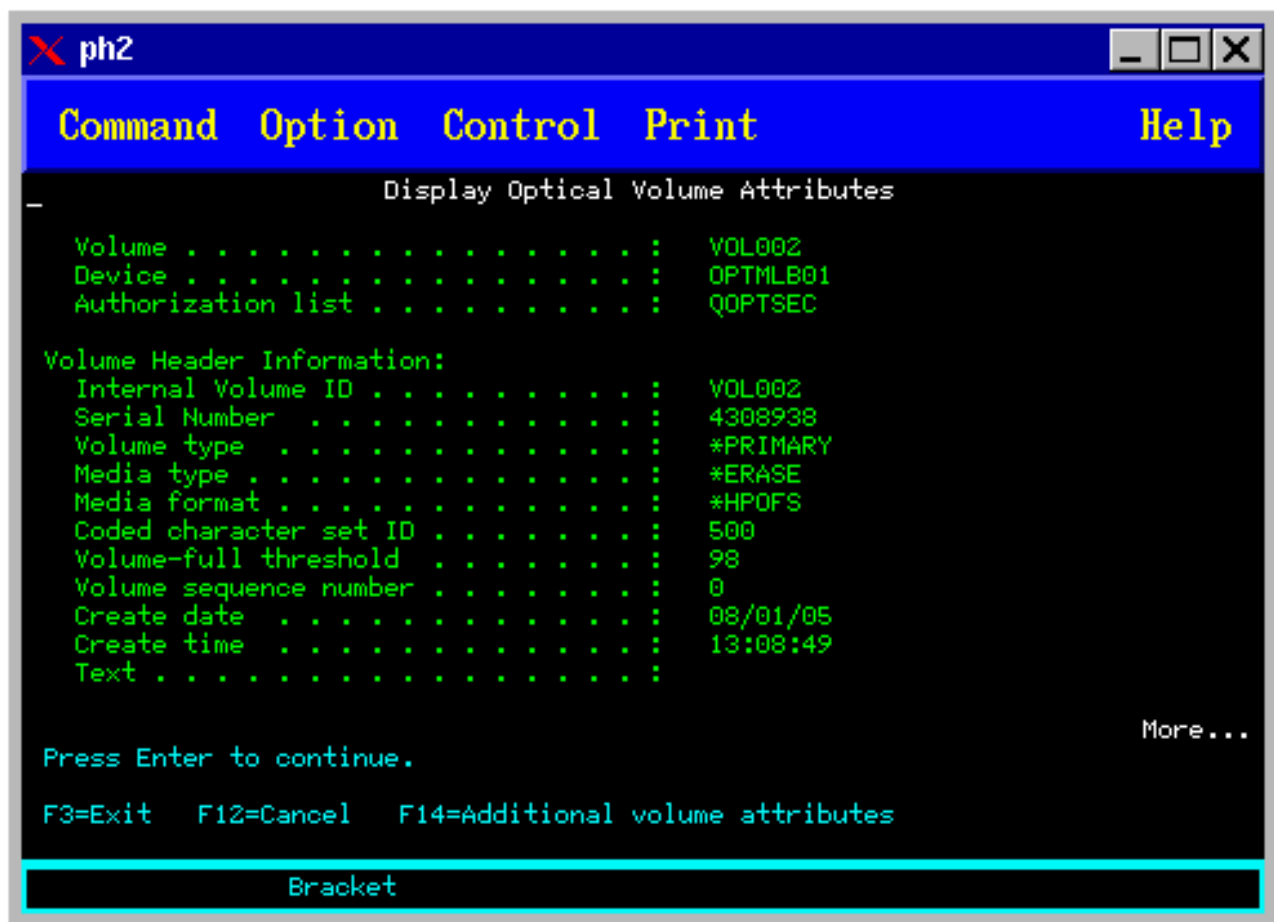 ph2
Command Option Control Print Help
Display Optical Volume Attributes
Volume . . . . . . . . . . . . . . . : VOL002
Device . . . . . . . . . . . . . . . : OPTMLB01
Authorization list . . . . . . . . . : QOPTSEC
Volume Header Information:
Internal Volume ID . . . . . . . . . : VOL002
Serial Number . . . . . . . . . . . : 4308938
Volume type . . . . . . . . . . . . : *PRIMARY
Media type . . . . . . . . . . . . . : *ERASE
Media format . . . . . . . . . . . . : *HPOFS
Coded character set ID . . . . . . . : 500
Volume-full threshold . . . . . . . : 98
Volume sequence number . . . . . . . : 0
Create date . . . . . . . . . . . . : 08/01/05
Create time . . . . . . . . . . . . : 13:08:49
Text . . . . . . . . . . . . . . . . :
More...
Press Enter to continue.
F3=Exit F12=Cancel F14=Additional volume attributes
Bracket